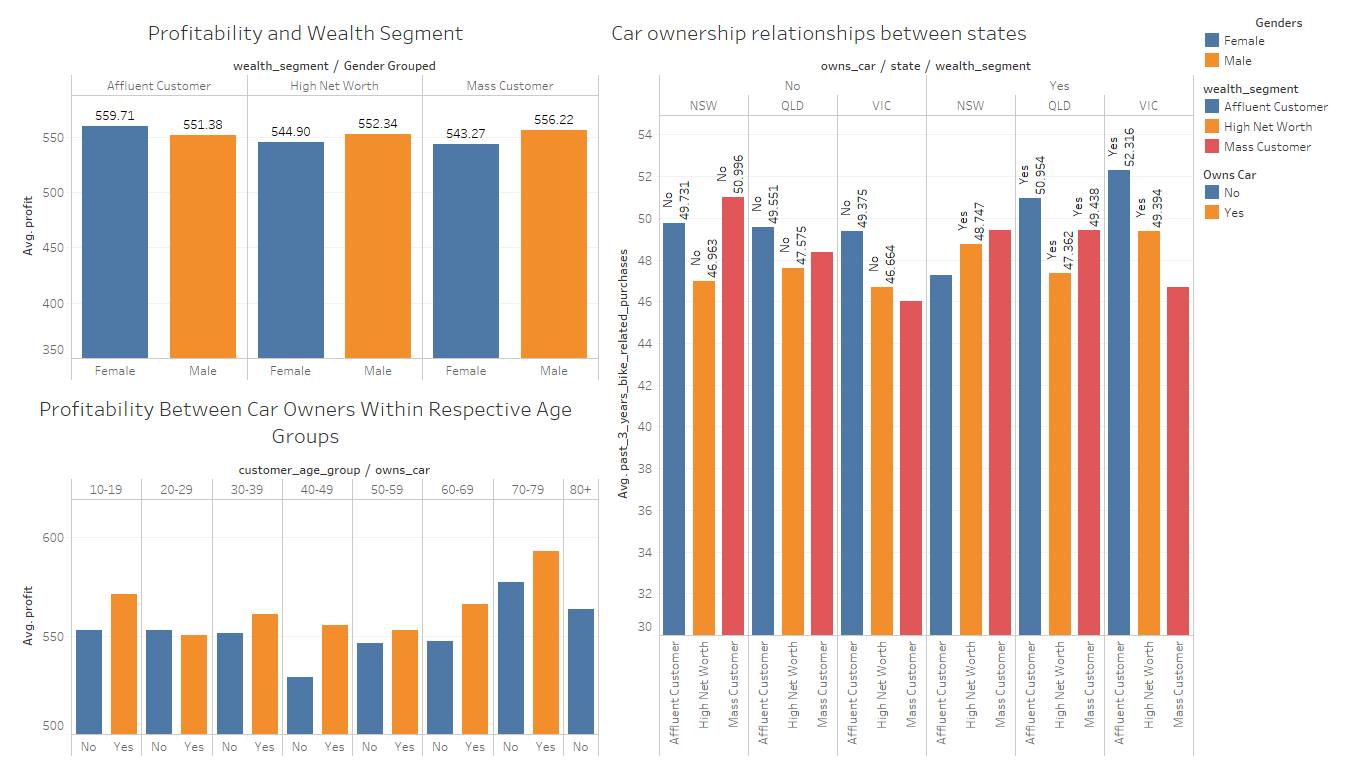 Profitability and Wealth Segment
wealth_segment / Gender Grouped
Affluent Customer High Net Worth Mass Customer
559.71 551.38 544.90 552.34 543.27 556.22
Avg. profit
550
500
450
400
350
Female Male Female Male Female Male
Profitability Between Car Owners Within Respective Age
Groups
customer_age_group / owns_car
10-19 20-29 30-39 40-49 50-59 60-69 70-79 80+
Avg. profit
600
550
500
No Yes No Yes No Yes No Yes No Yes No Yes No Yes No
Car ownership relationships between states
owns_car / state / wealth_segment
No Yes
NSW QLD VIC NSW QLD VIC
Avg. past_3_years_bike_related_purchases
54
52
50
48
46
44
42
40
38
36
34
32
30
No
49.731
No
46.963
No
50.996
No
49.551
No
47.575
No
49.375
No
46.664
Yes
48.747
Yes
50.954
Yes
47.362
Yes
49.438
Yes
52.316
Yes
49.394
Affluent Customer
High Net Worth
Mass Customer
Affluent Customer
High Net Worth
Mass Customer
Affluent Customer
High Net Worth
Mass Customer
Affluent Customer
High Net Worth
Mass Customer
Affluent Customer
High Net Worth
Mass Customer
Affluent Customer
High Net Worth
Mass Customer
Genders
Female
Male
wealth_segment
Affluent Customer
High Net Worth
Mass Customer
Owns Car
No
Yes